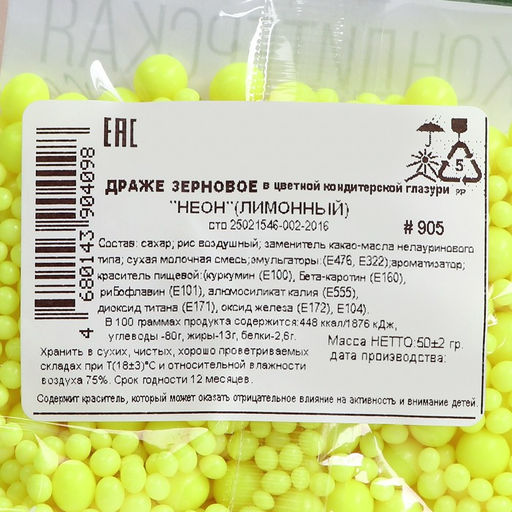 КОНДИТЕРСКАЯ
EAC
4 680143 904098
5
PP
ДРАЖЕ ЗЕРНОВОЕ в цветной кондитерской глазури
"НЕОН"(ЛИМОННЫЙ)
сто 25021546-002-2016
# 905
Состав: сахар, рис воздушный; заменитель какао-масла нелауринового
типа; сухая молочная смесь; эмульгаторы: (Е476, Е322); ароматизатор;
краситель пищевой: (куркумин (Е100), Бета-каротин (Е160),
рибофлавин (Е101), алюмосиликат калия (Е555),
диоксид титана (Е171), оксид железа (Е172), Е104).
В 100 граммах продукта содержится: 448 ккал/1876 кДж,
углеводы -80г, жиры-13г, белки-2,6г.
Масса НЕТТО: 50±2 гр.
дата производства:
Хранить в сухих, чистых, хорошо проветриваемых
складах при Т(18±3)°С и относительной влажности
воздуха 75%. Срок годности 12 месяцев.
Содержит краситель, который может оказать отрицательное влияние на активность и внимание детей.